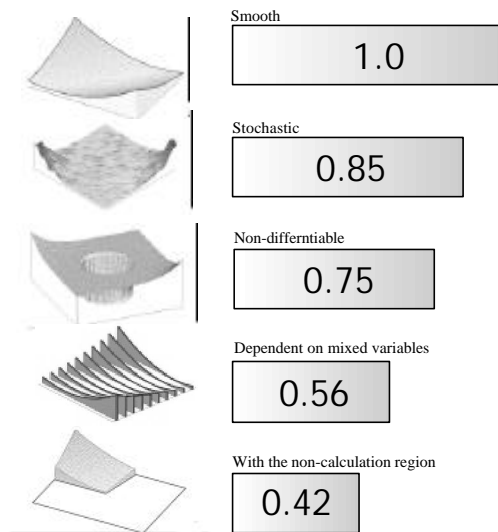 Smooth
1.0
Stochastic
0.85
Non-differntiable
0.75
Dependent on mixed variables
0.56
With the non-calculation region
0.42